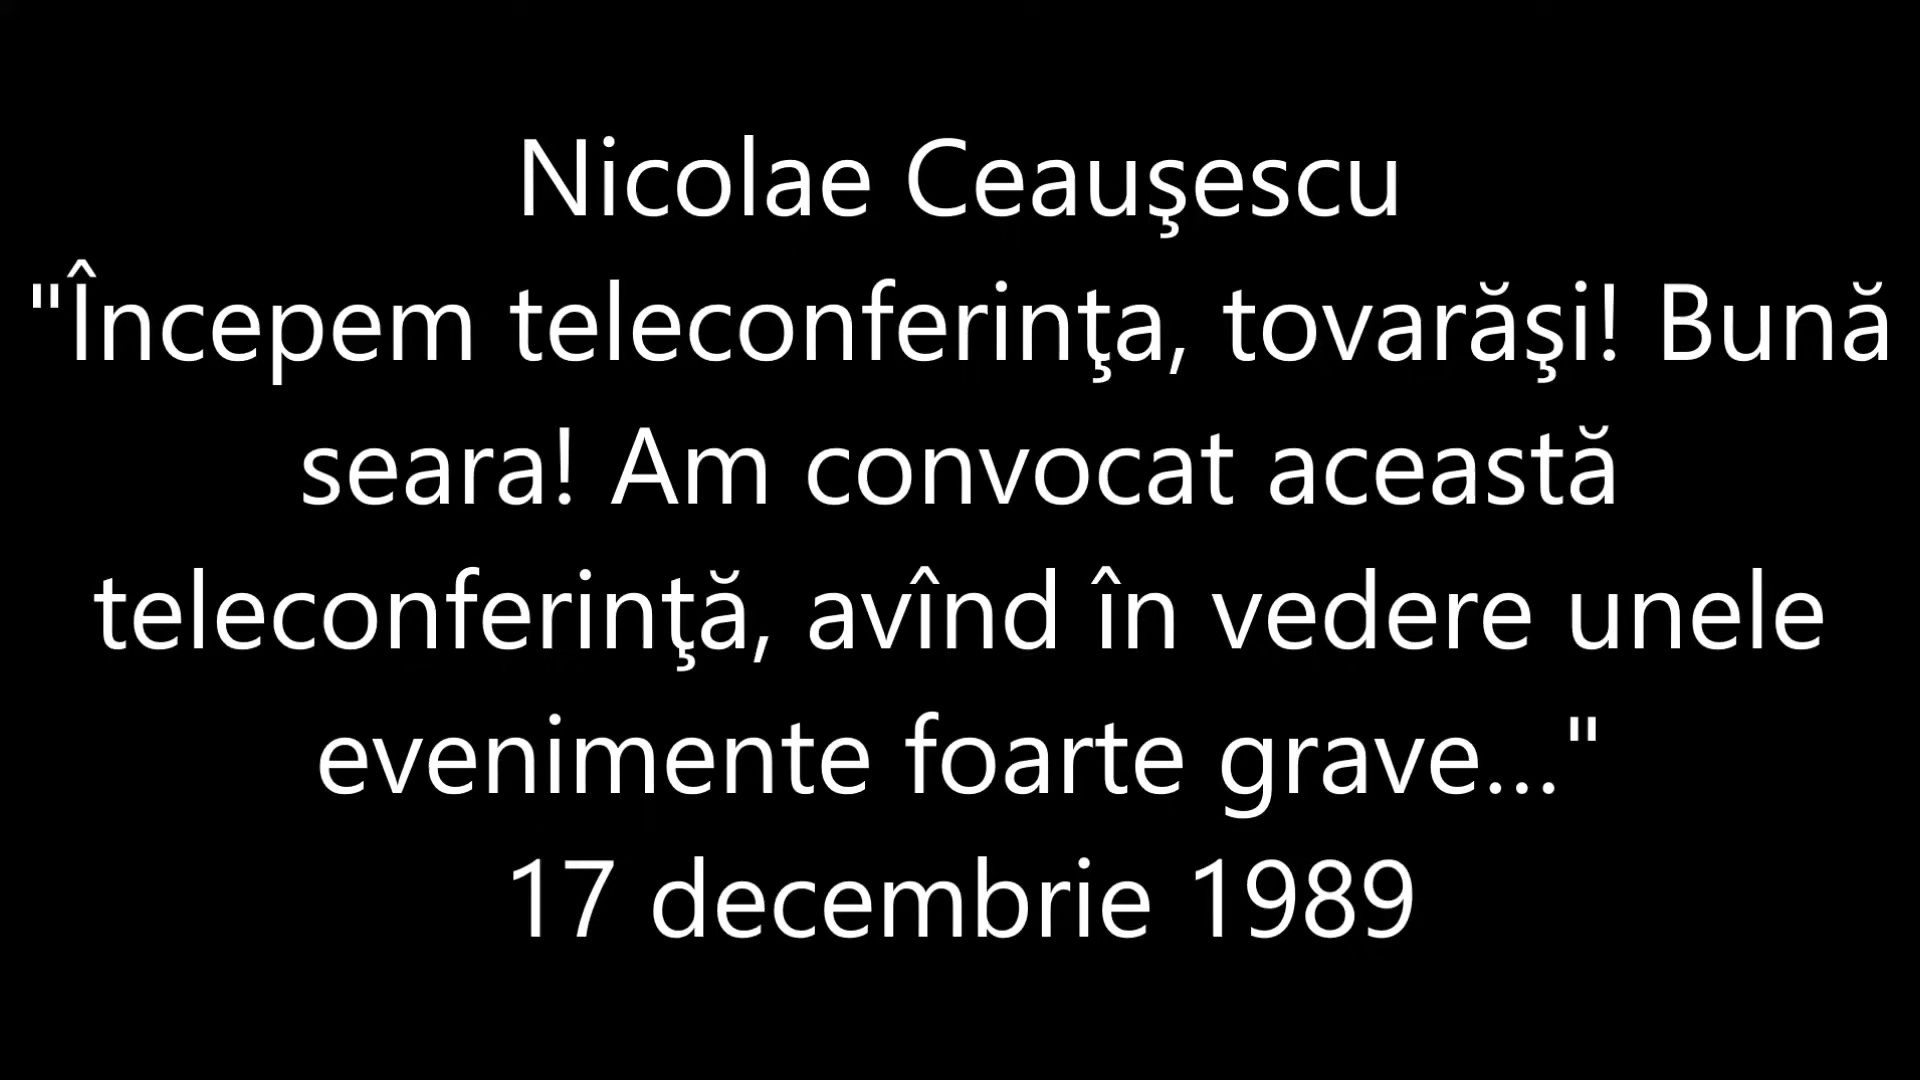 Nicolae Ceauşescu
"Începem teleconferinţa, tovarăşi! Bună
seara! Am convocat această
teleconferinţă, avînd în vedere unele
evenimente foarte grave..."
17 decembrie 1989